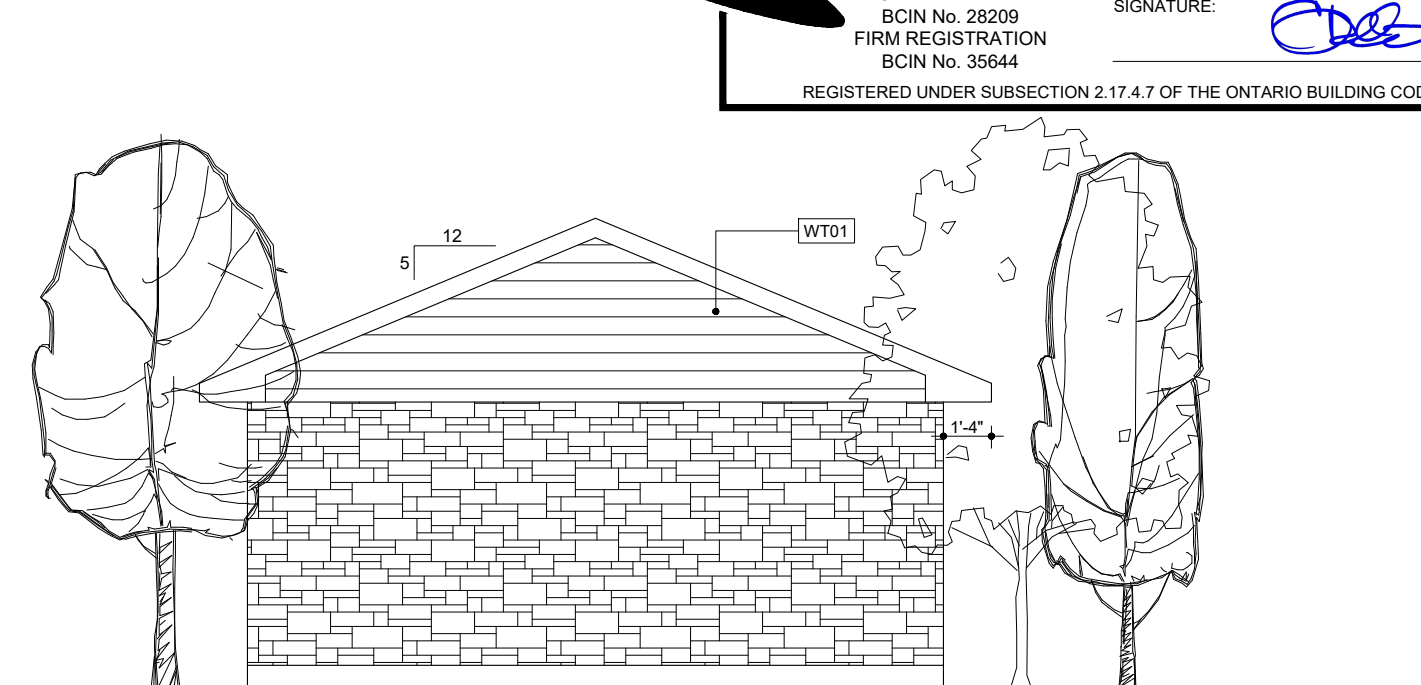 BCIN No. 28209
SIGNATURE:
FIRM REGISTRATION
BCIN No. 35644
REGISTERED UNDER SUBSECTION 2.17.4.7 OF THE ONTARIO BUILDING COD
12
5
WT01
1'-4"